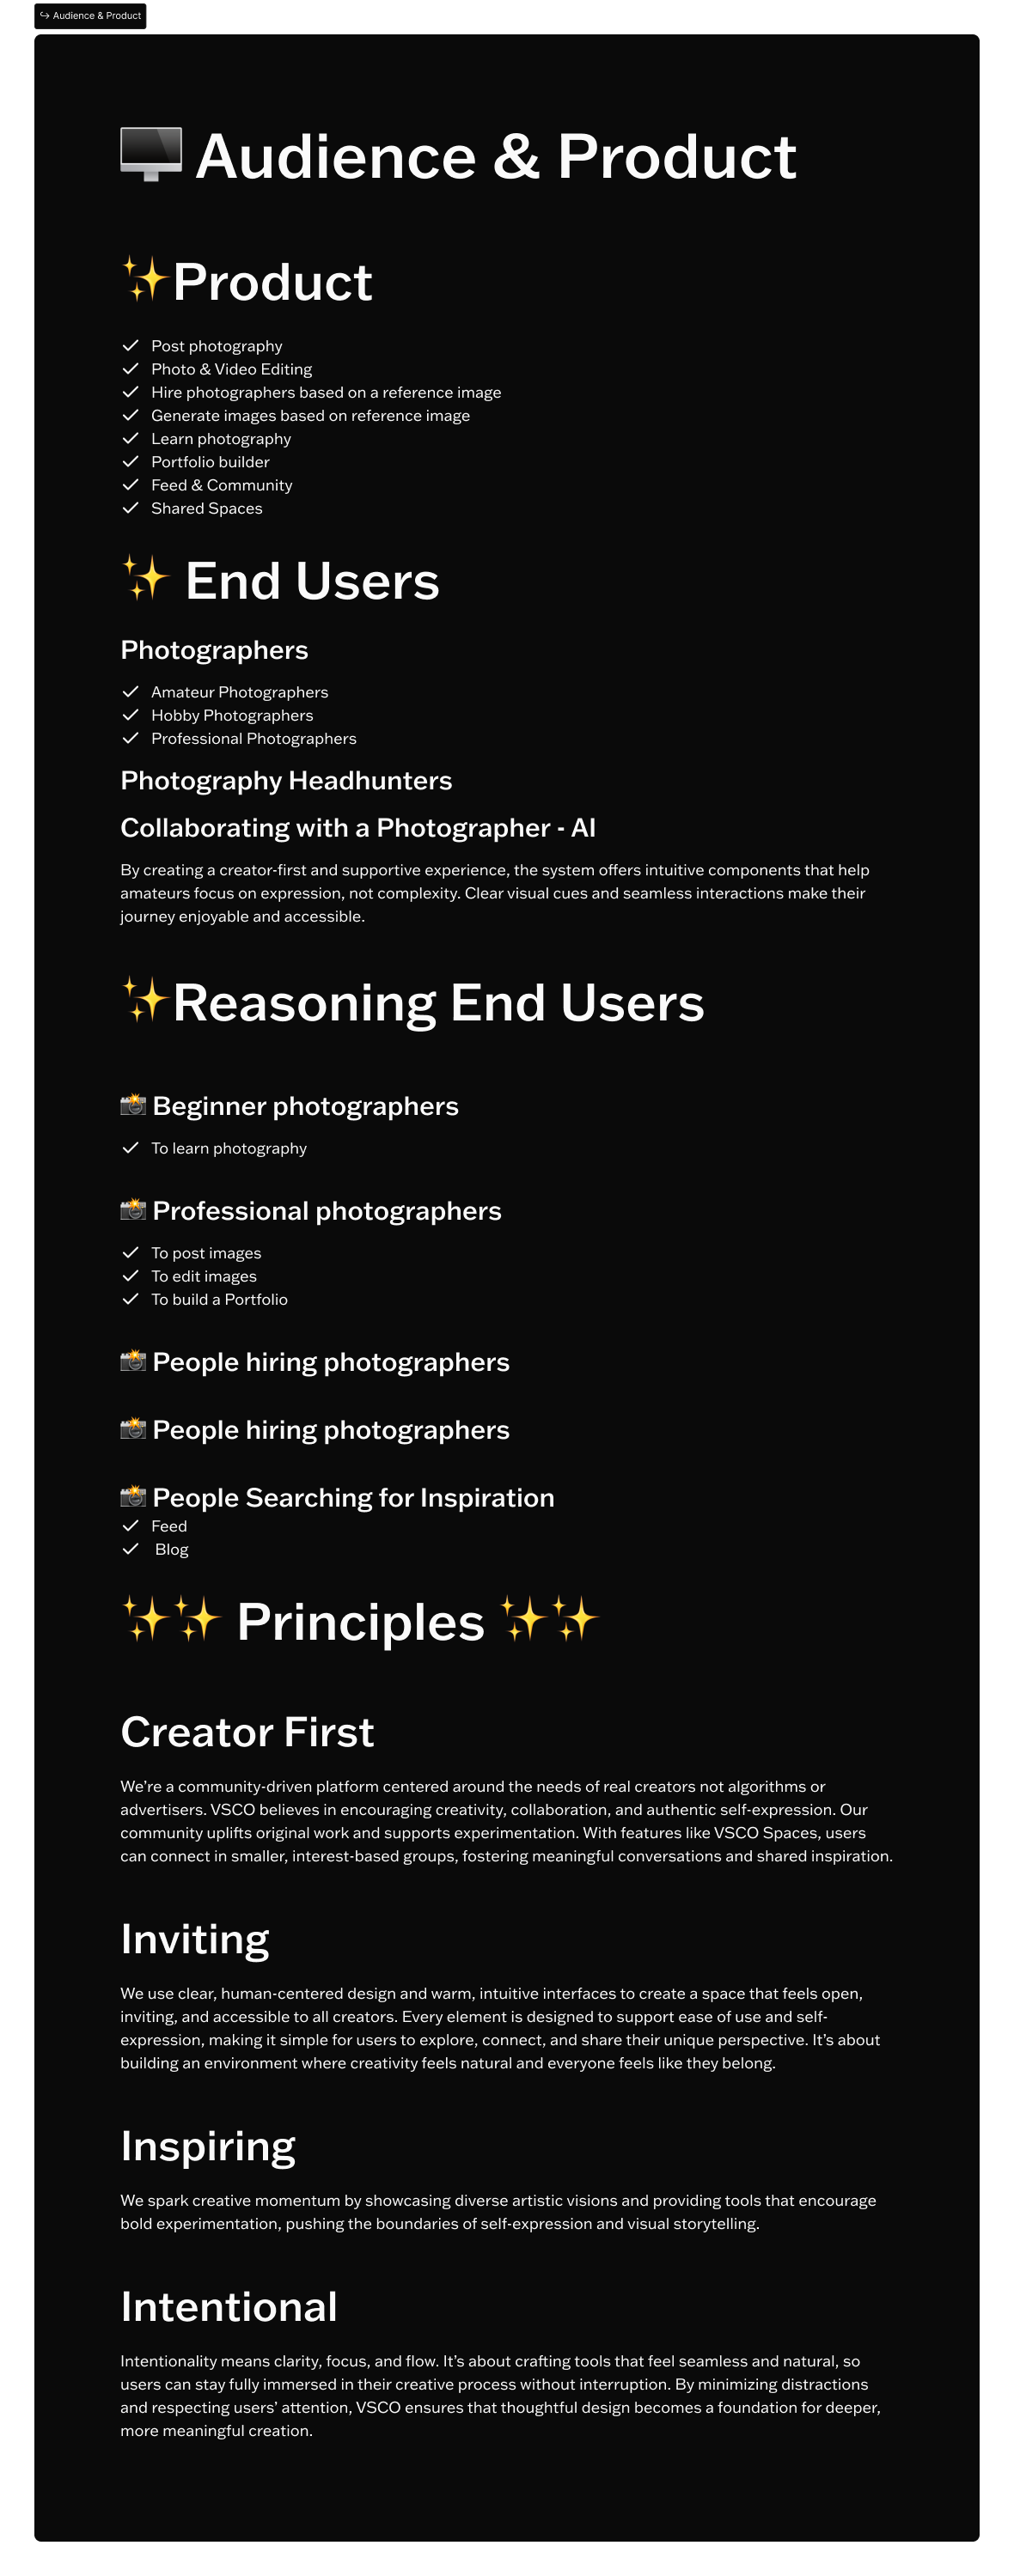 ↪ Audience & Product
🖥️ Audience & Product
✨Product
✓ Post photography
✓ Photo & Video Editing
✓ Hire photographers based on a reference image
✓ Generate images based on reference image
✓ Learn photography
✓ Portfolio builder
✓ Feed & Community
✓ Shared Spaces
✨ End Users
Photographers
✓ Amateur Photographers
✓ Hobby Photographers
✓ Professional Photographers
Photography Headhunters
Collaborating with a Photographer - AI
By creating a creator-first and supportive experience, the system offers intuitive components that help
amateurs focus on expression, not complexity. Clear visual cues and seamless interactions make their
journey enjoyable and accessible.
✨Reasoning End Users
📸 Beginner photographers
✓ To learn photography
📸 Professional photographers
✓ To post images
✓ To edit images
✓ To build a Portfolio
📸 People hiring photographers
📸 People hiring photographers
📸 People Searching for Inspiration
✓ Feed
✓ Blog
✨✨ Principles ✨✨
Creator First
We’re a community-driven platform centered around the needs of real creators not algorithms or
advertisers. VSCO believes in encouraging creativity, collaboration, and authentic self-expression. Our
community uplifts original work and supports experimentation. With features like VSCO Spaces, users
can connect in smaller, interest-based groups, fostering meaningful conversations and shared inspiration.
Inviting
We use clear, human-centered design and warm, intuitive interfaces to create a space that feels open,
inviting, and accessible to all creators. Every element is designed to support ease of use and self-
expression, making it simple for users to explore, connect, and share their unique perspective. It’s about
building an environment where creativity feels natural and everyone feels like they belong.
Inspiring
We spark creative momentum by showcasing diverse artistic visions and providing tools that encourage
bold experimentation, pushing the boundaries of self-expression and visual storytelling.
Intentional
Intentionality means clarity, focus, and flow. It’s about crafting tools that feel seamless and natural, so
users can stay fully immersed in their creative process without interruption. By minimizing distractions
and respecting users’ attention, VSCO ensures that thoughtful design becomes a foundation for deeper,
more meaningful creation.